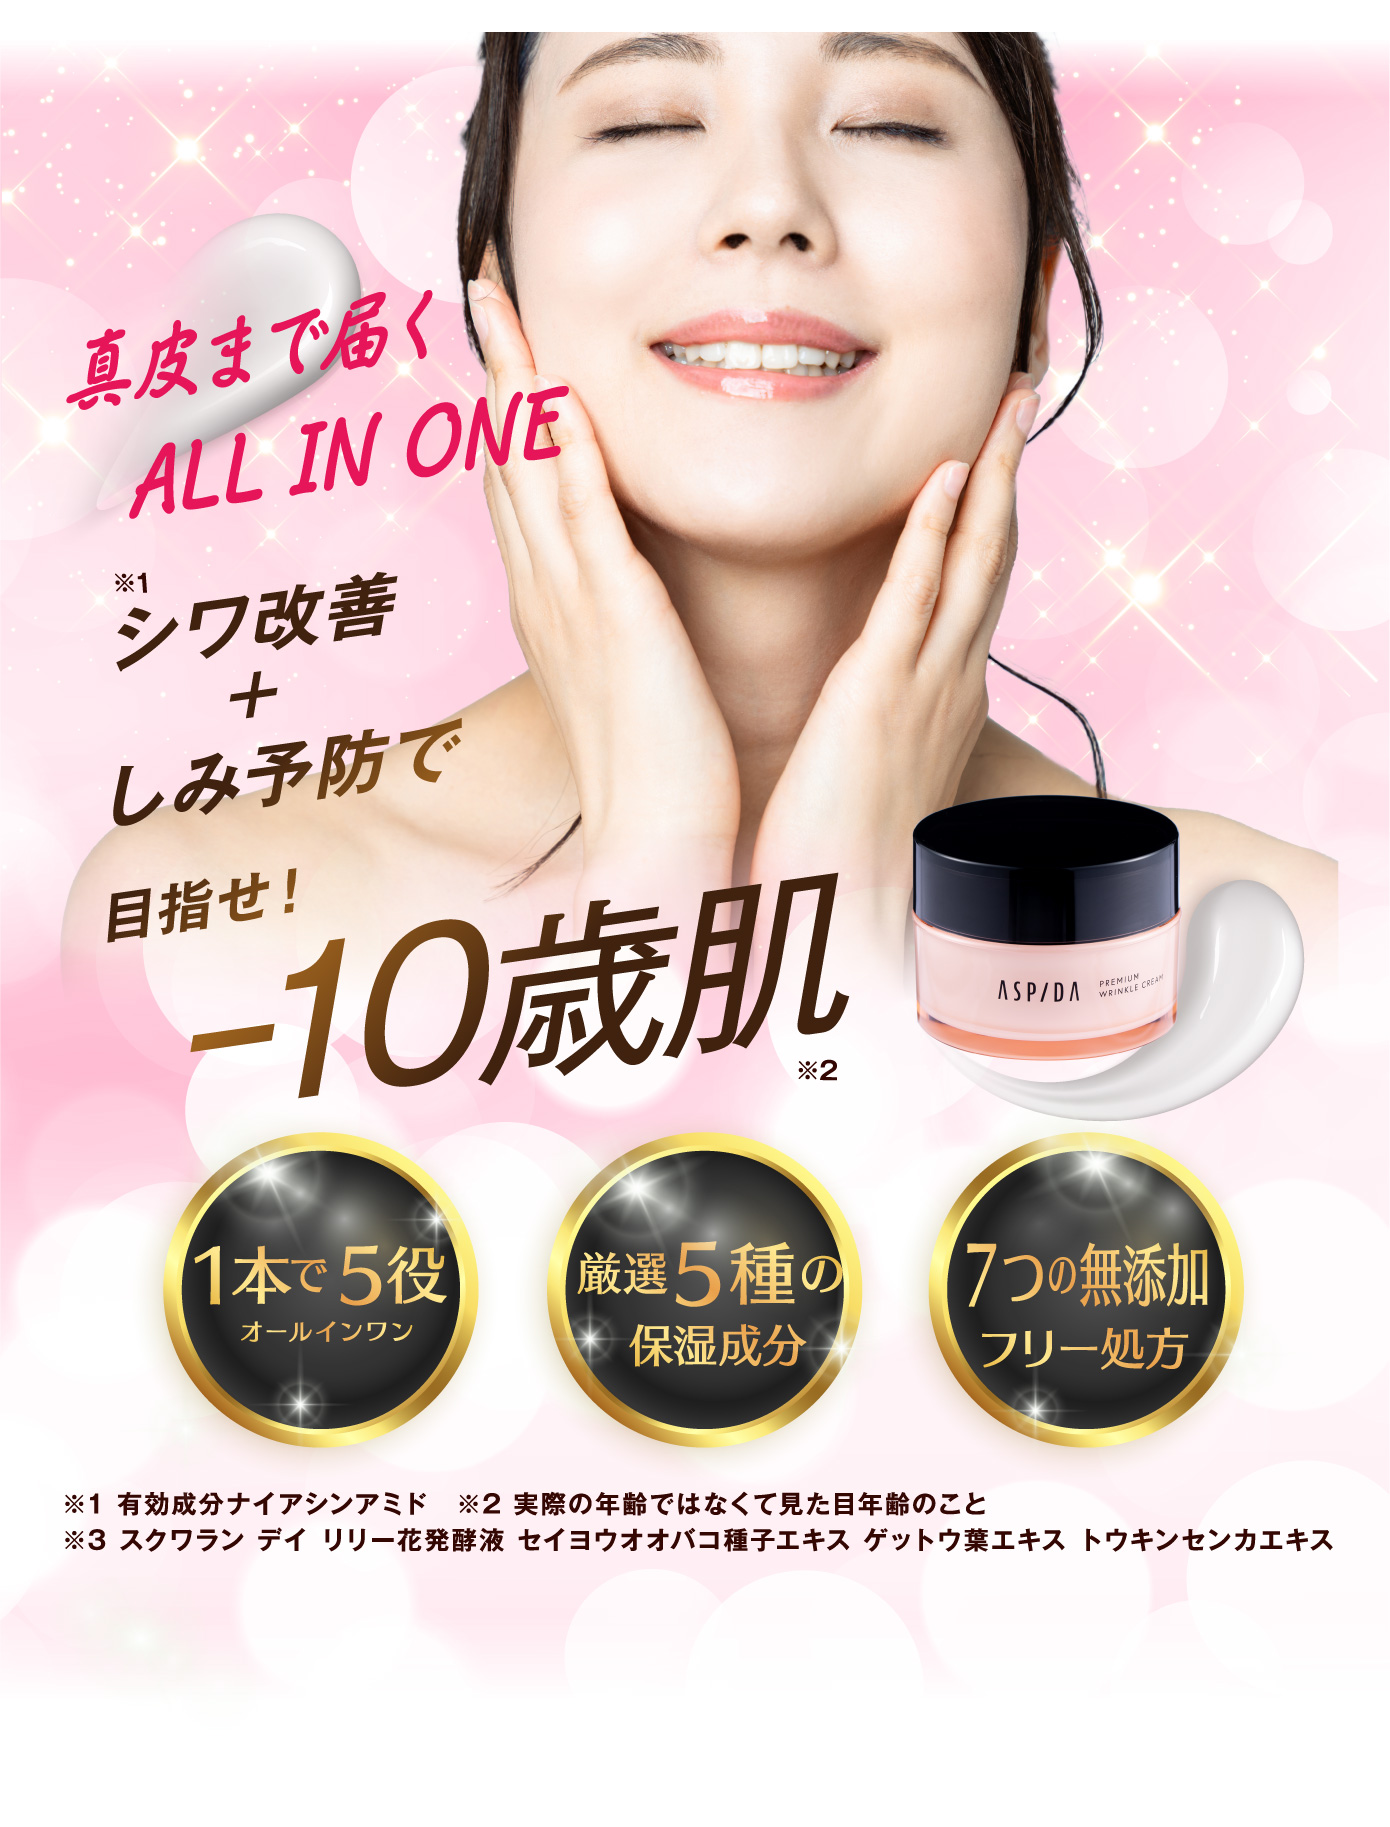 真皮まで届く
ALL IN ONE
※1
シワ改善
+
しみ予防で
目指せ！
-10歳肌
※2
ASPIDA
PREMIUM
WRINKLE CREAM
1本で5役
オールインワン
厳選5種の
保湿成分
7つの無添加
フリー処方
※1 有効成分ナイアシンアミド ※2 実際の年齢ではなくて見た目年齢のこと
※3 スクワラン デイ リリー花発酵液 セイヨウオオバコ種子エキス ゲットウ葉エキス トウキンセンカエキス